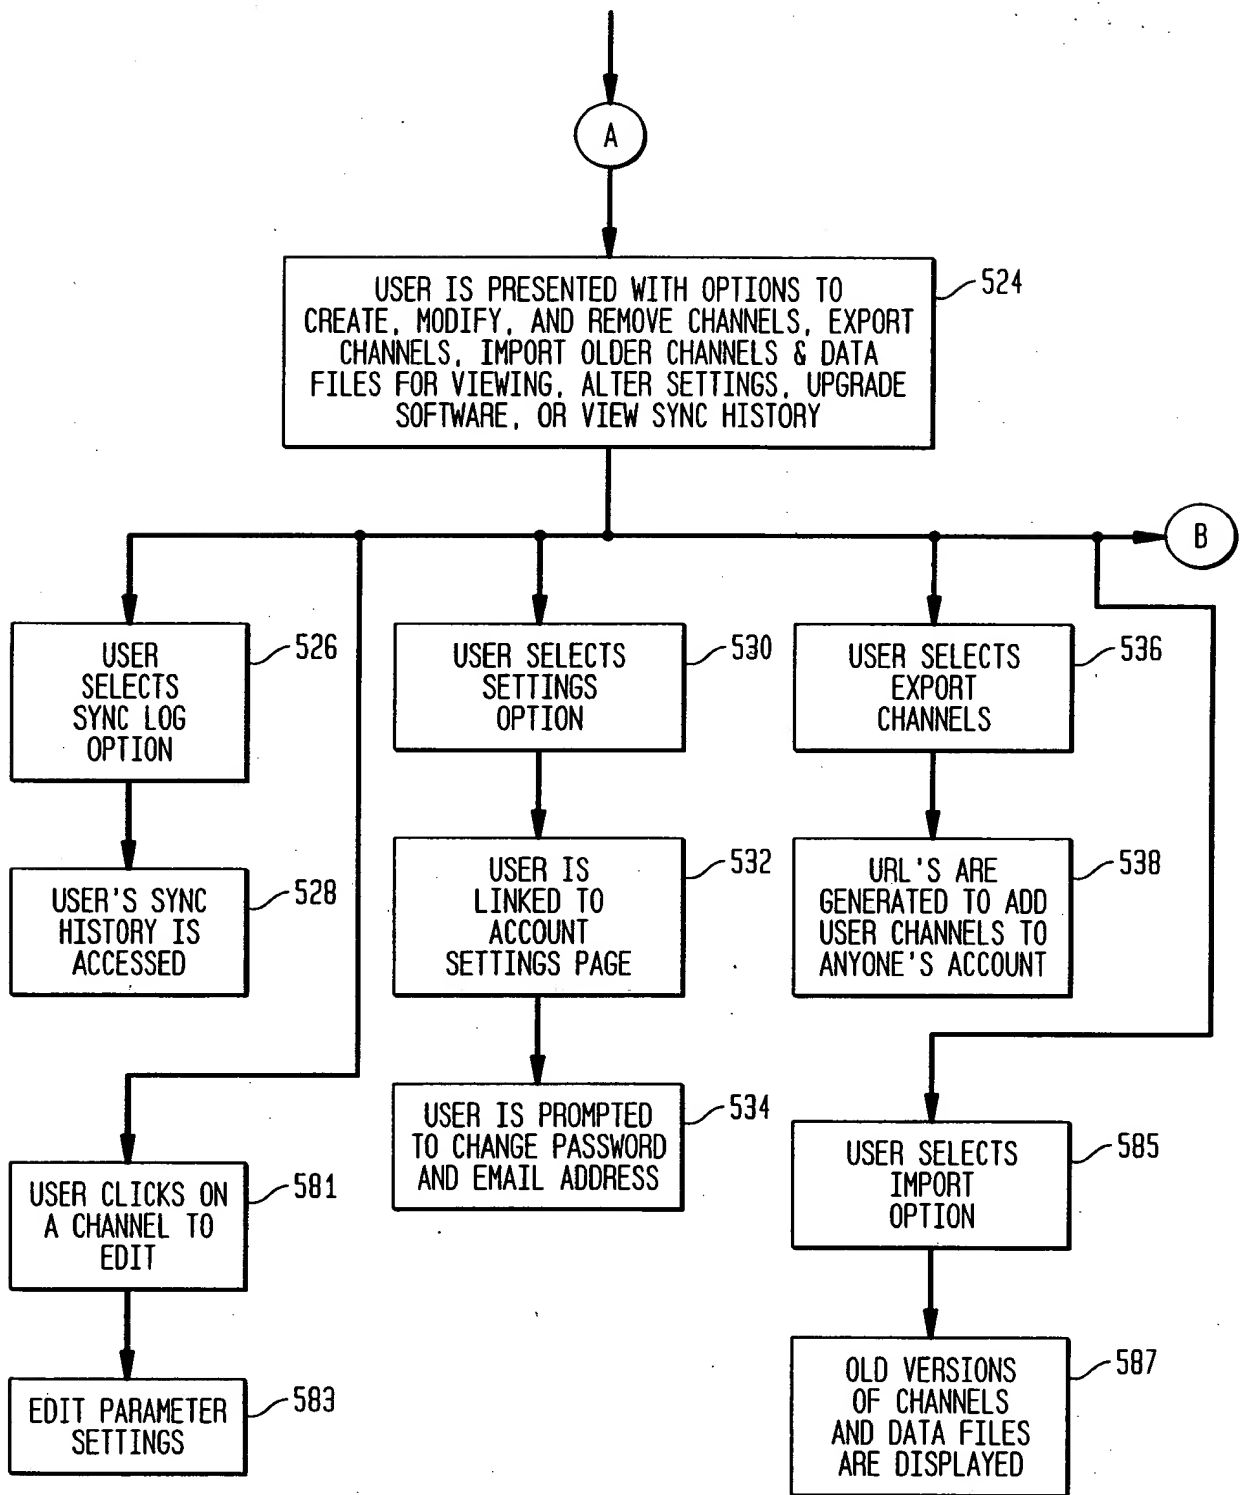 A
USER IS PRESENTED WITH OPTIONS TO
CREATE, MODIFY, AND REMOVE CHANNELS, EXPORT
CHANNELS, IMPORT OLDER CHANNELS & DATA
FILES FOR VIEWING, ALTER SETTINGS, UPGRADE
SOFTWARE, OR VIEW SYNC HISTORY
524
B
USER
SELECTS
SYNC LOG
OPTION
526
USER SELECTS
SETTINGS
OPTION
530
USER SELECTS
EXPORT
CHANNELS
536
USER'S SYNC
HISTORY IS
ACCESSED
528
USER IS
LINKED TO
ACCOUNT
SETTINGS PAGE
532
URL'S ARE
GENERATED TO ADD
USER CHANNELS TO
ANYONE'S ACCOUNT
538
USER CLICKS ON
A CHANNEL TO
EDIT
581
USER IS PROMPTED
TO CHANGE PASSWORD
AND EMAIL ADDRESS
534
USER SELECTS
IMPORT
OPTION
585
EDIT PARAMETER
SETTINGS
583
OLD VERSIONS
OF CHANNELS
AND DATA FILES
ARE DISPLAYED
587